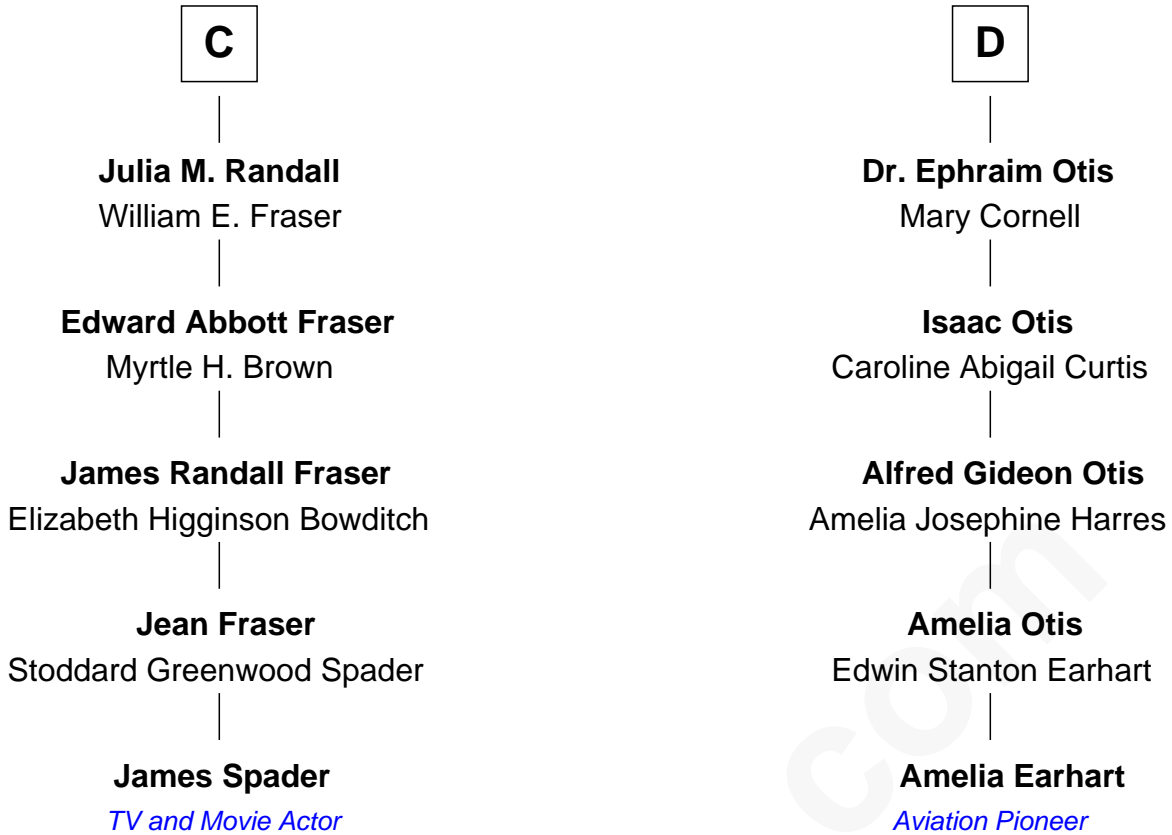 C
Julia M. Randall
William E. Fraser
Edward Abbott Fraser
Myrtle H. Brown
James Randall Fraser
Elizabeth Higginson Bowditch
Jean Fraser
Stoddard Greenwood Spader
James Spader
TV and Movie Actor
D
Dr. Ephraim Otis
Mary Cornell
Isaac Otis
Caroline Abigail Curtis
Alfred Gideon Otis
Amelia Josephine Harres
Amelia Otis
Edwin Stanton Earhart
Amelia Earhart
Aviation Pioneer
com